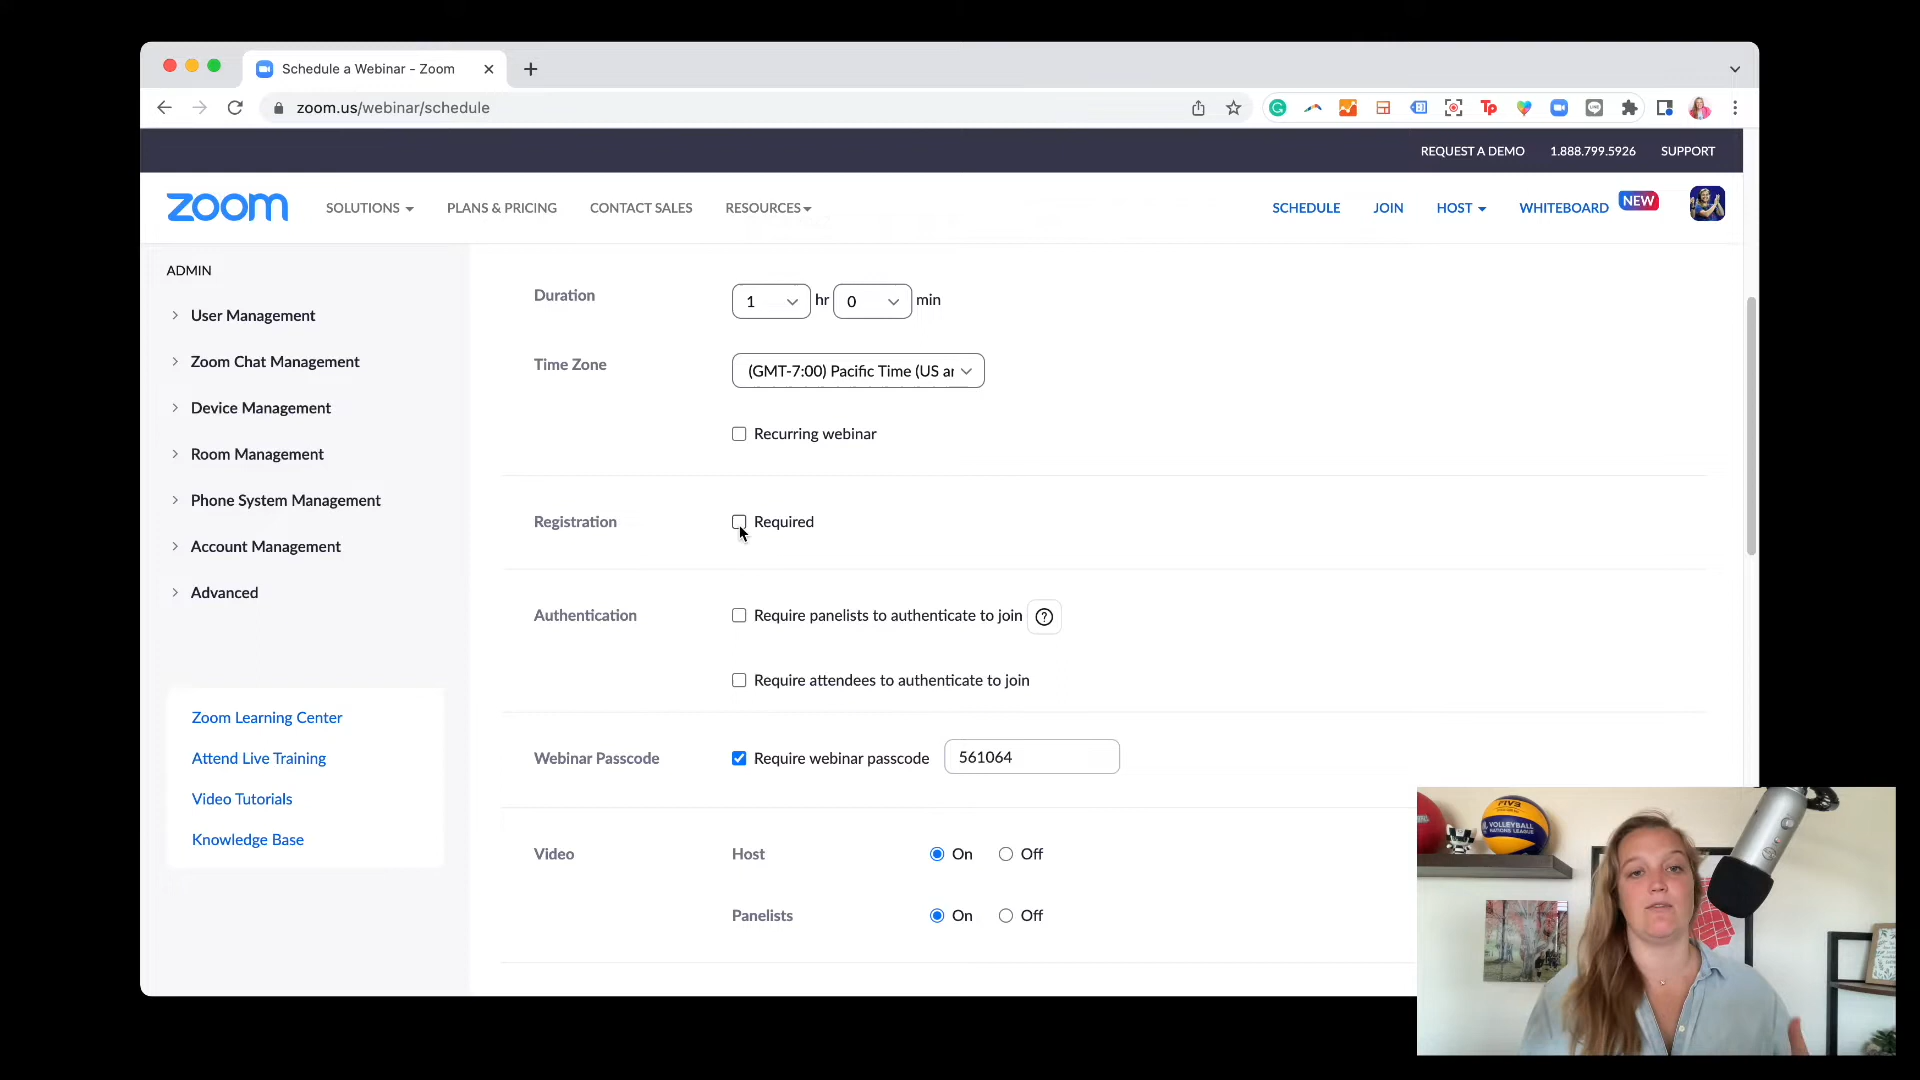 Schedule a Webinar - Zoom
zoom.us/webinar/schedule
Tp
REQUEST A DEMO 1.888.799.5926 SUPPORT
zoom SOLUTIONS PLANS & PRICING CONTACT SALES RESOURCES SCHEDULE JOIN HOST WHITEBOARD NEW
ADMIN
User Management
Zoom Chat Management
Device Management
Room Management
Phone System Management
Account Management
Advanced
Zoom Learning Center
Attend Live Training
Video Tutorials
Knowledge Base
Duration 1 hr 0 min
Time Zone (GMT-7:00) Pacific Time (US ar
Recurring webinar
Registration Required
Authentication Require panelists to authenticate to join ?
Require attendees to authenticate to join
Webinar Passcode Require webinar passcode 561064
Video Host On Off
Panelists On Off
FIVB
VOLLEYBALL
NATIONS LEAGUE